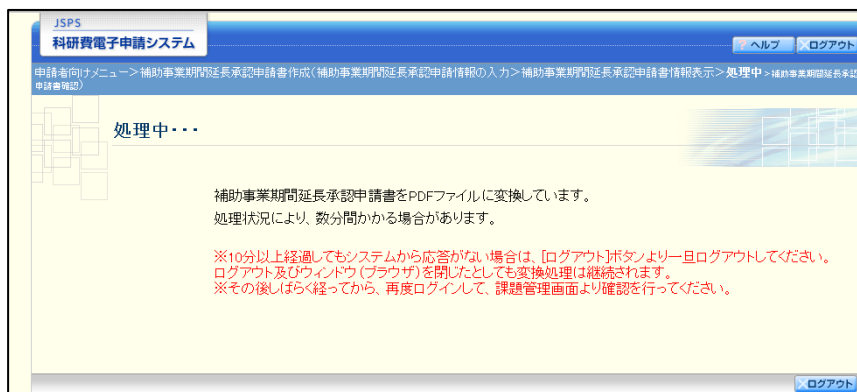 JSPS
科研費電子申請システム
ヘルプ
ログアウト
申請者向けメニュー>補助事業期間延長承認申請書作成(補助事業期間延長承認申請情報の入力>補助事業期間延長承認申請書情報表示>処理中>補助事業期間延長承認
申請書確認)
処理中・・・
補助事業期間延長承認申請書をPDFファイルに変換しています。
処理状況により、数分間かかる場合があります。
※10分以上経過してもシステムから応答がない場合は、[ログアウト]ボタンより一旦ログアウトしてください。
ログアウト及びウィンドウ(ブラウザ)を閉じたとしても変換処理は継続されます。
※その後しばらく経ってから、再度ログインして、課題管理画面より確認を行ってください。
ログアウト